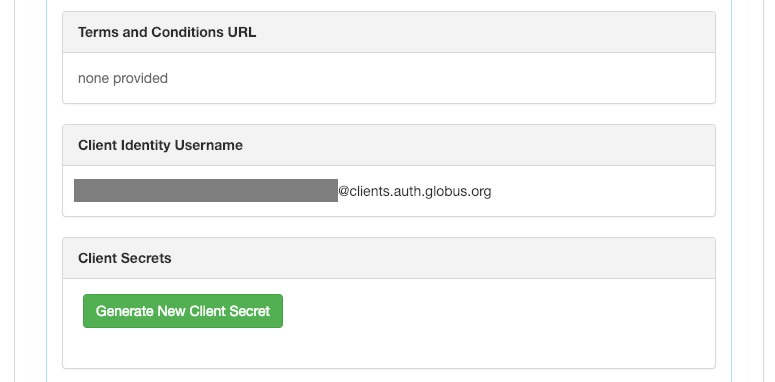 Terms and Conditions URL
none provided
Client Identity Username
@clients.auth.globus.org
Client Secrets
Generate New Client Secret